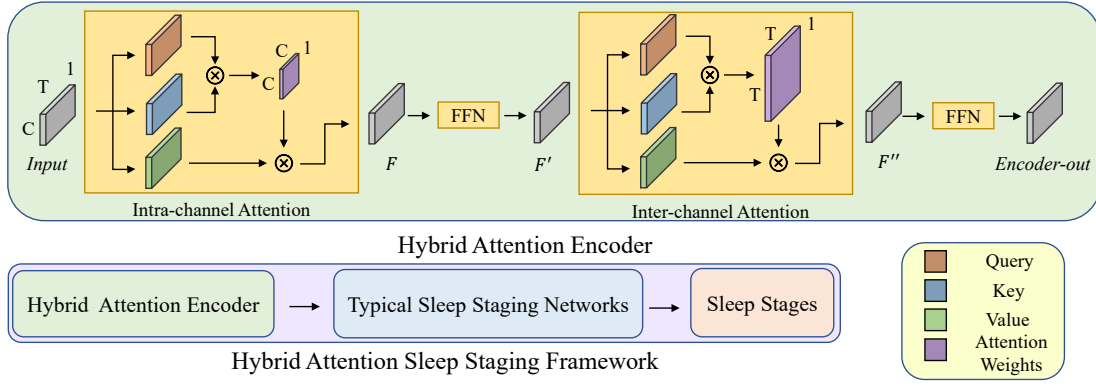 1
T
C
Input
C
1
C
Intra-channel Attention
F
FFN
F′
T
1
T
Inter-channel Attention
F′′
FFN
Encoder-out
Hybrid Attention Encoder
Hybrid Attention Encoder
Typical Sleep Staging Networks
Sleep Stages
Hybrid Attention Sleep Staging Framework
Query
Key
Value
Attention
Weights